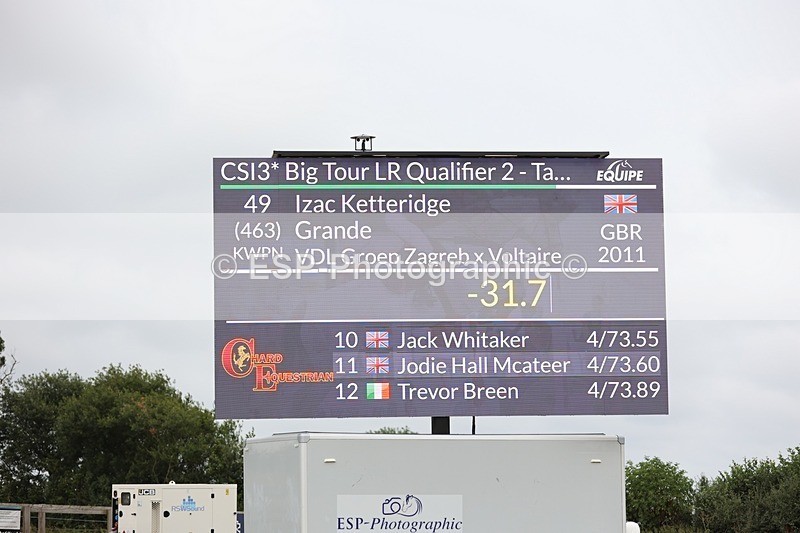 CSI3* Big Tour LR Qualifier 2 - Ta...
EQUIPE
49 Izac Ketteridge
(463) Grande GBR
KWPN VDL Groep Zagreb x Voltaire 2011
© ESP-Photographic ©
-31.7
10 Jack Whitaker 4/73.55
11 Jodie Hall Mcateer 4/73.60
12 Trevor Breen 4/73.89
CHARD
EQUESTRIAN
JCB
RSWSound
ESP-Photographic